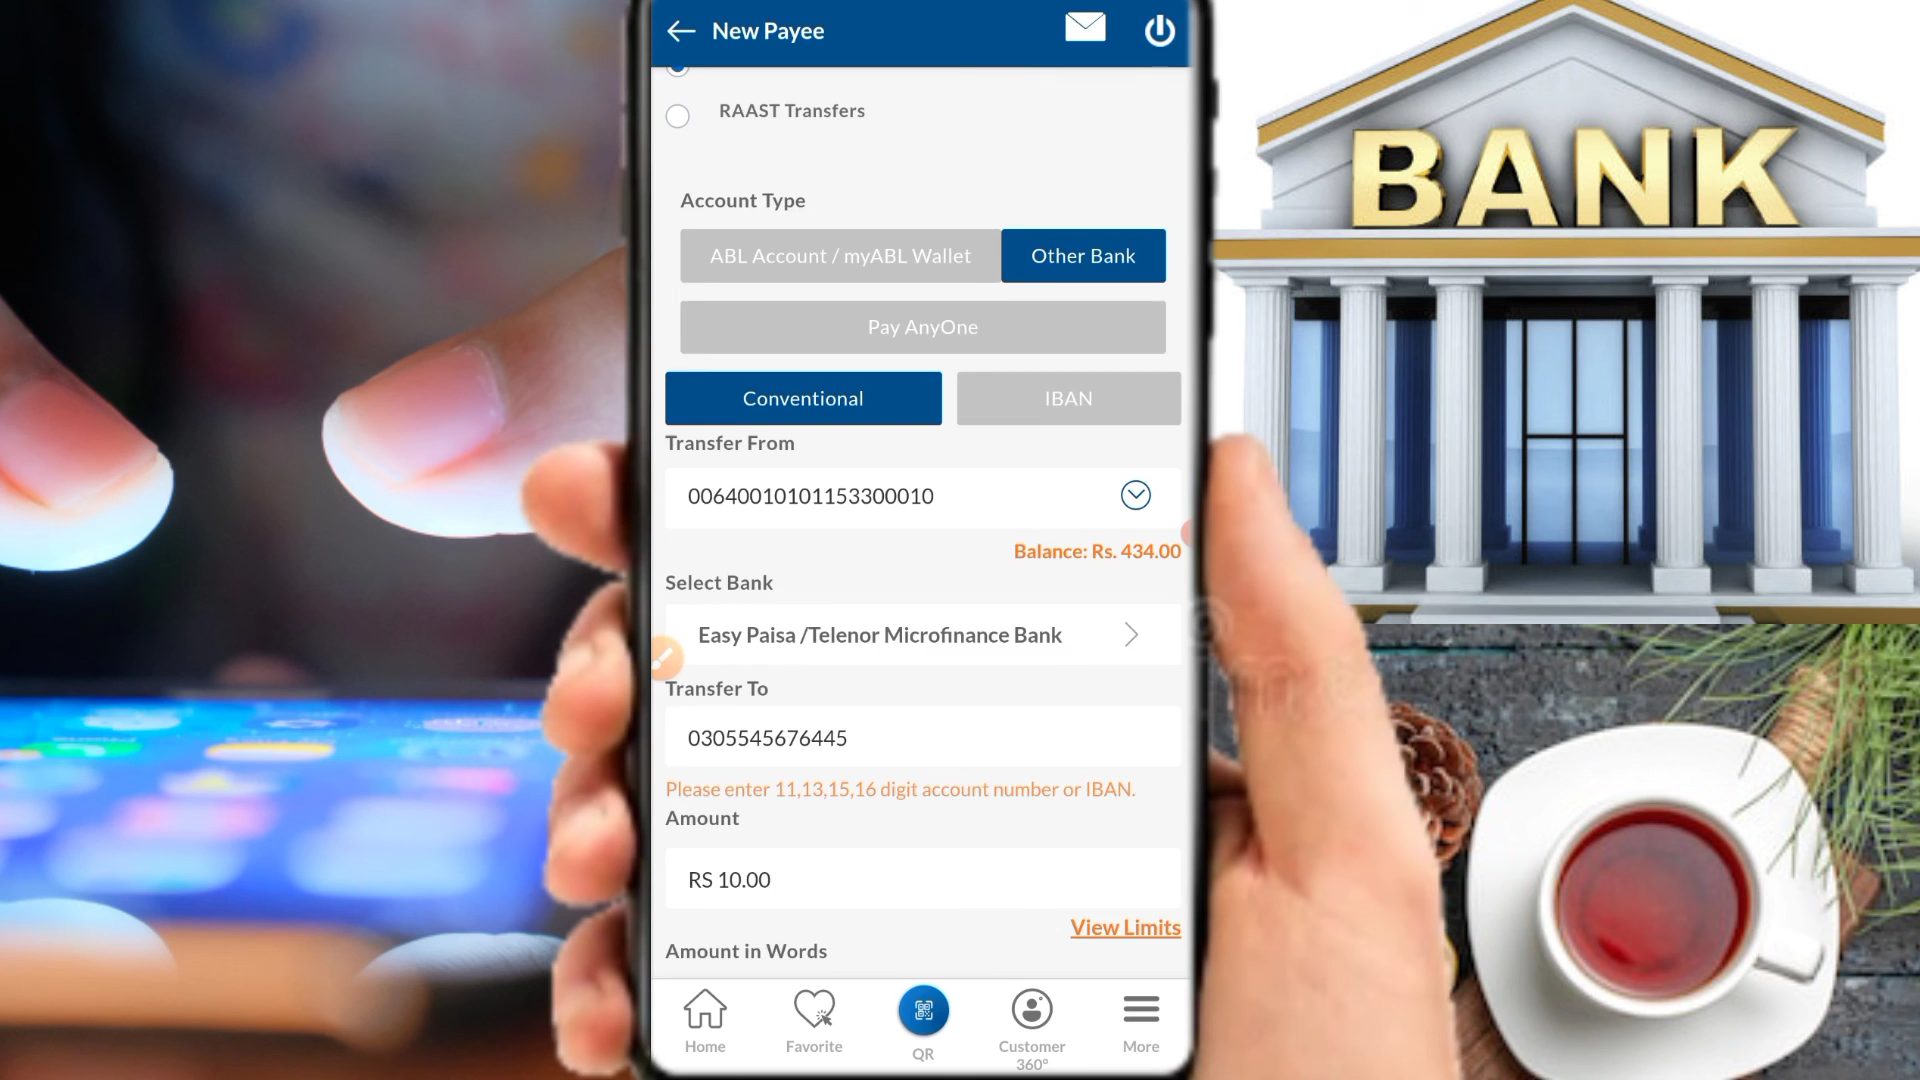 New Payee
RAAST Transfers
Account Type
ABL Account / myABL Wallet
Other Bank
Pay AnyOne
Conventional
IBAN
Transfer From
00640010101153300010
Balance: Rs. 434.00
Select Bank
Easy Paisa /Telenor Microfinance Bank
Transfer To
0305545676445
Please enter 11,13,15,16 digit account number or IBAN.
Amount
RS 10.00
View Limits
Amount in Words
Home
Favorite
QR
Customer 360°
More
BANK